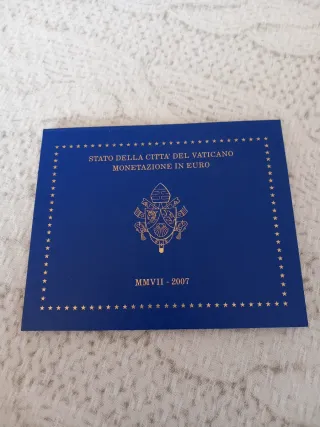 STATO DELLA CITTA' DEL VATICANO
MONETAZIONE IN EURO
MMVII - 2007